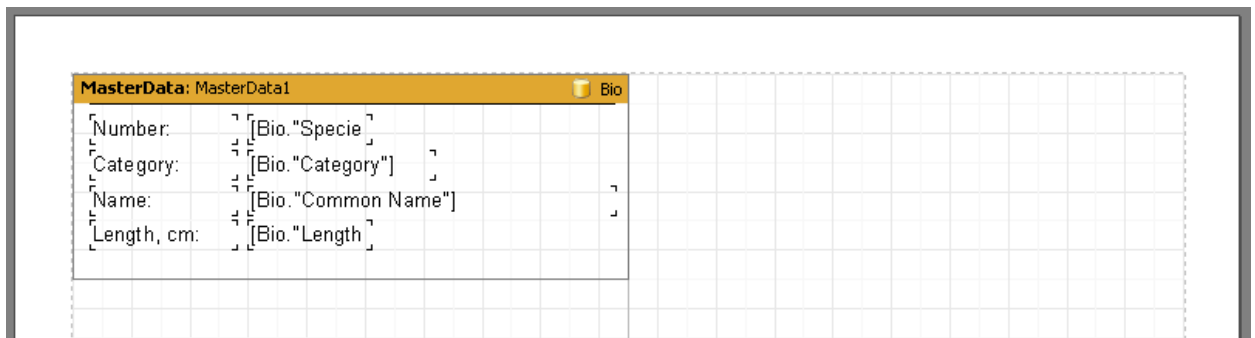 MasterData: MasterData1 Bio
Number: [Bio."Specie
Category: [Bio."Category"]
Name: [Bio."Common Name"]
Length, cm: [Bio."Length